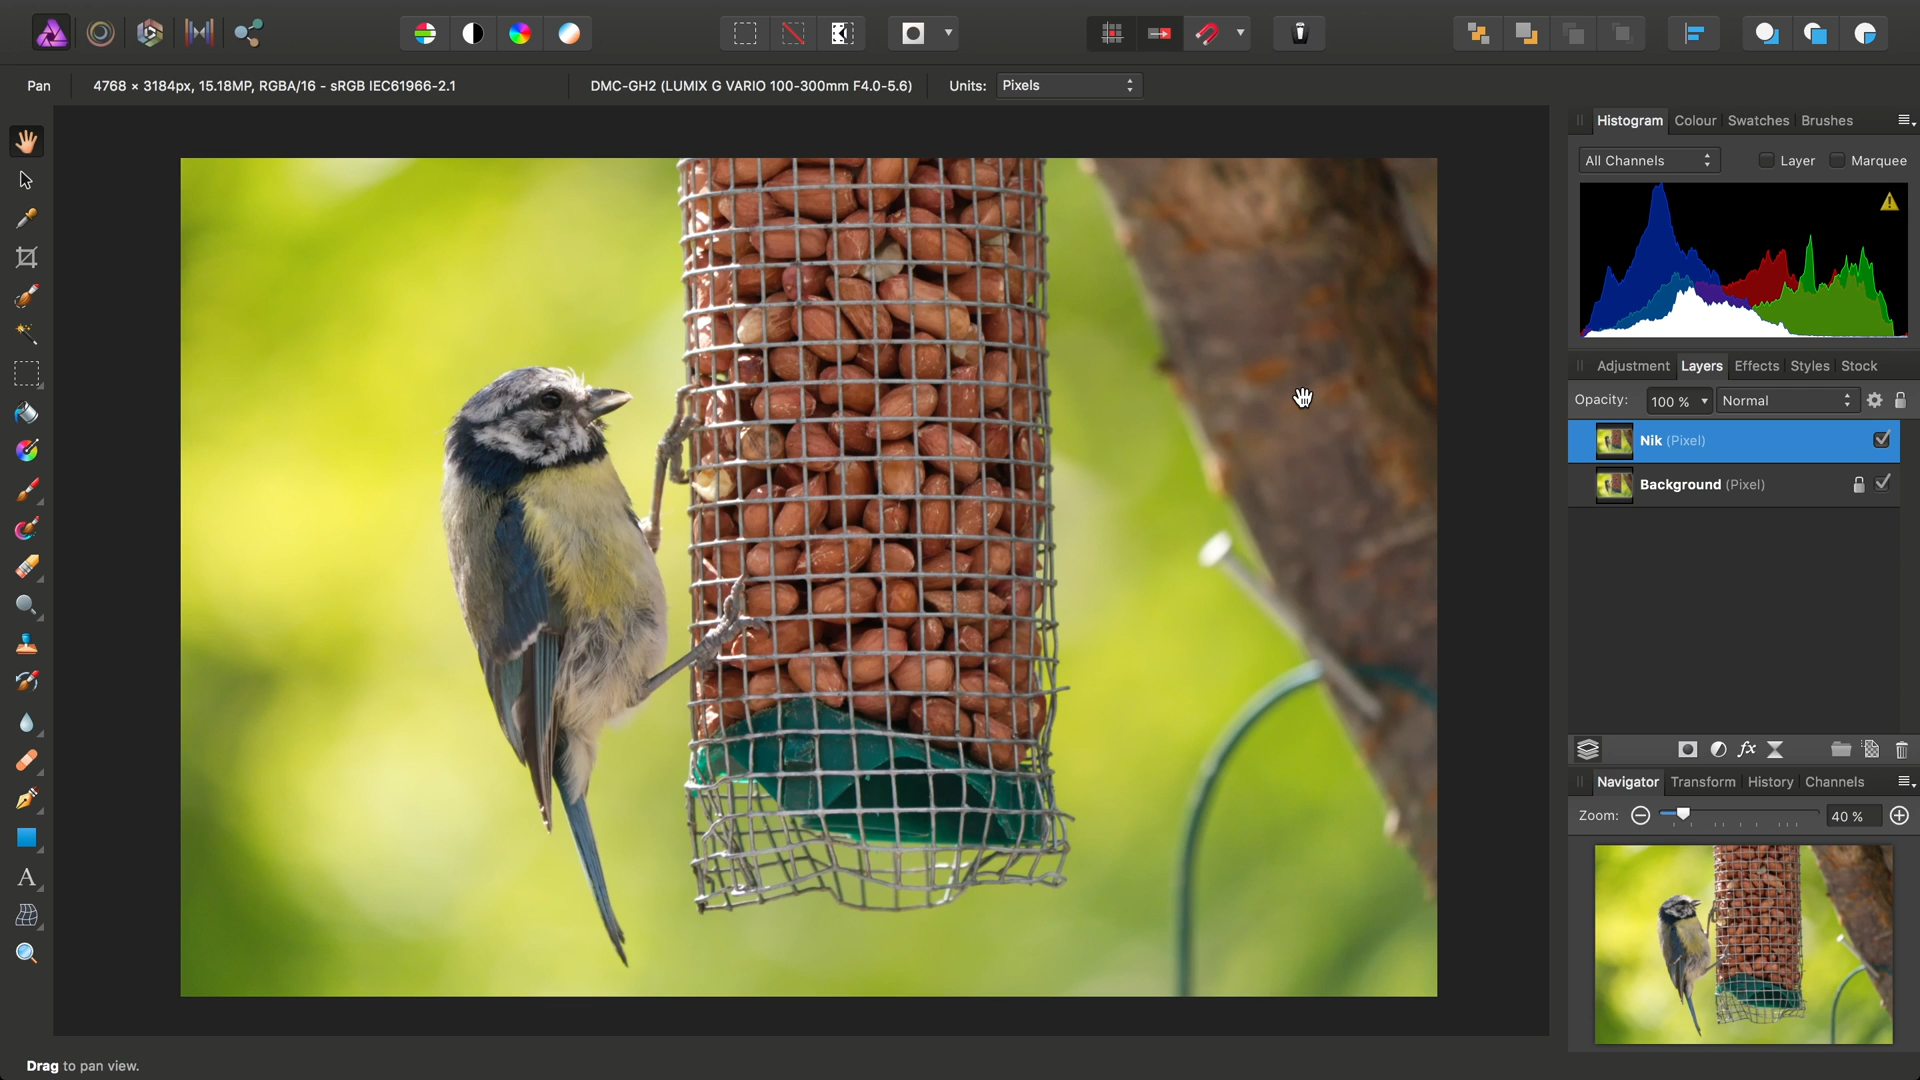 Pan 4768 × 3184px, 15.18MP, RGBA/16 - sRGB IEC61966-2.1 DMC-GH2 (LUMIX G VARIO 100-300mm F4.0-5.6) Units: Pixels
Histogram Colour Swatches Brushes
All Channels Layer Marquee
Adjustment Layers Effects Styles Stock
Opacity: 100 % Normal
Nik (Pixel)
Background (Pixel)
fx
Navigator Transform History Channels
Zoom: 40 %
A
Drag to pan view.